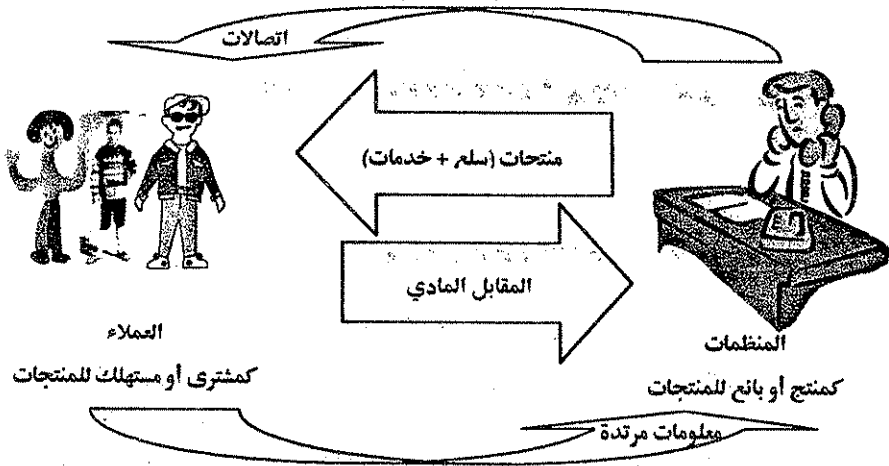 اتصالات
منتجات (سلع + خدمات)
المقابل المادي
العملاء
كمشترى أو مستهلك للمنتجات
المنظمات
كمنتج أو بائع للمنتجات
معلومات مرتدة